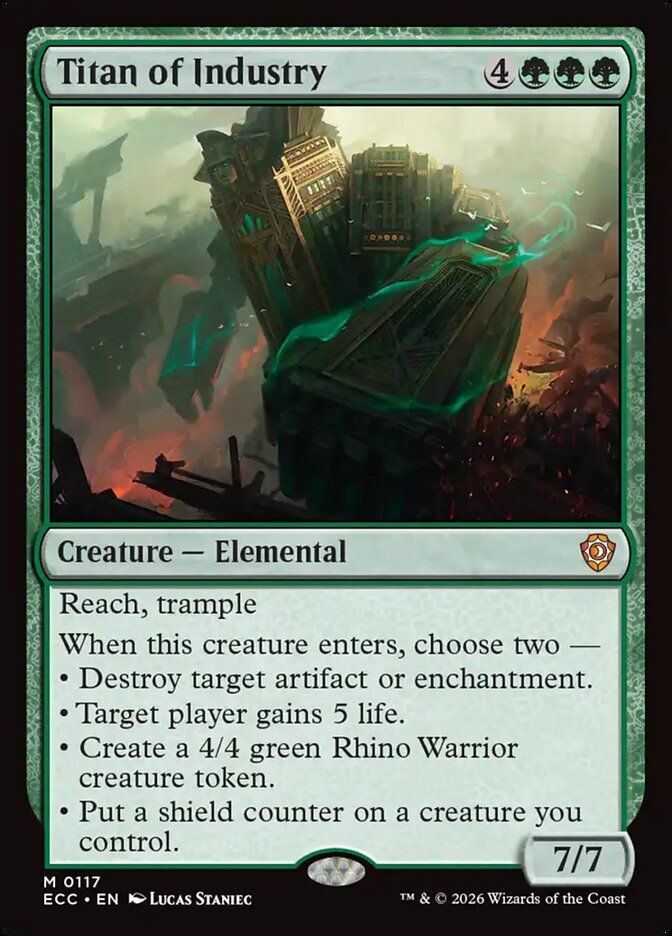 Titan of Industry 4
Creature — Elemental
Reach, trample
When this creature enters, choose two —
• Destroy target artifact or enchantment.
• Target player gains 5 life.
• Create a 4/4 green Rhino Warrior
creature token.
• Put a shield counter on a creature you
control.
7/7
M 0117
ECC • EN Lucas Staniec
™ & © 2026 Wizards of the Coast